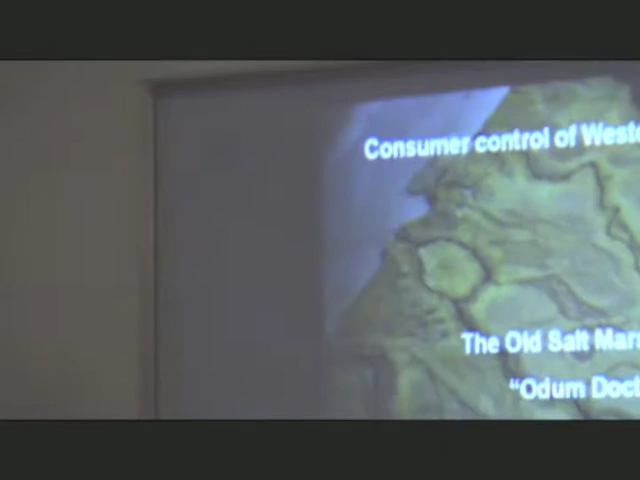 Consumer control of
The Old Salt
"Odum